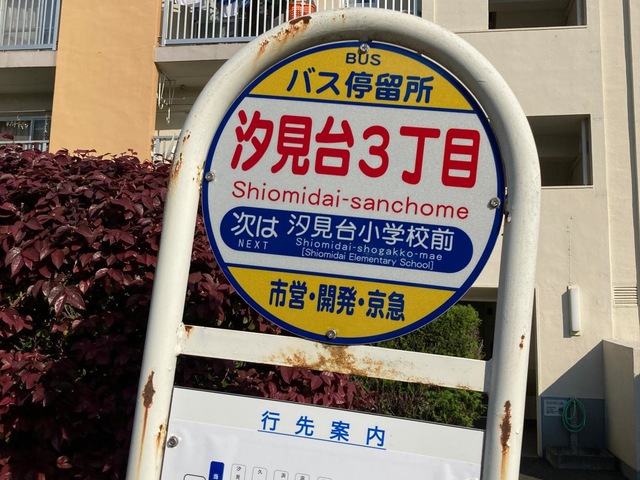 BUS
バス停留所
汐見台3丁目
Shiomidai-sanchome
次は 汐見台小学校前
NEXT Shiomidai-shogakko-mae
[Shiomidai Elementary School]
市営・開発・京急
行先案内